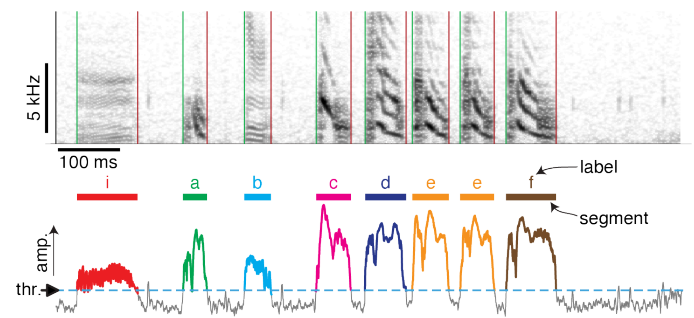 5 kHz
100 ms
i a b c d e e f
label
segment
amp.
thr.